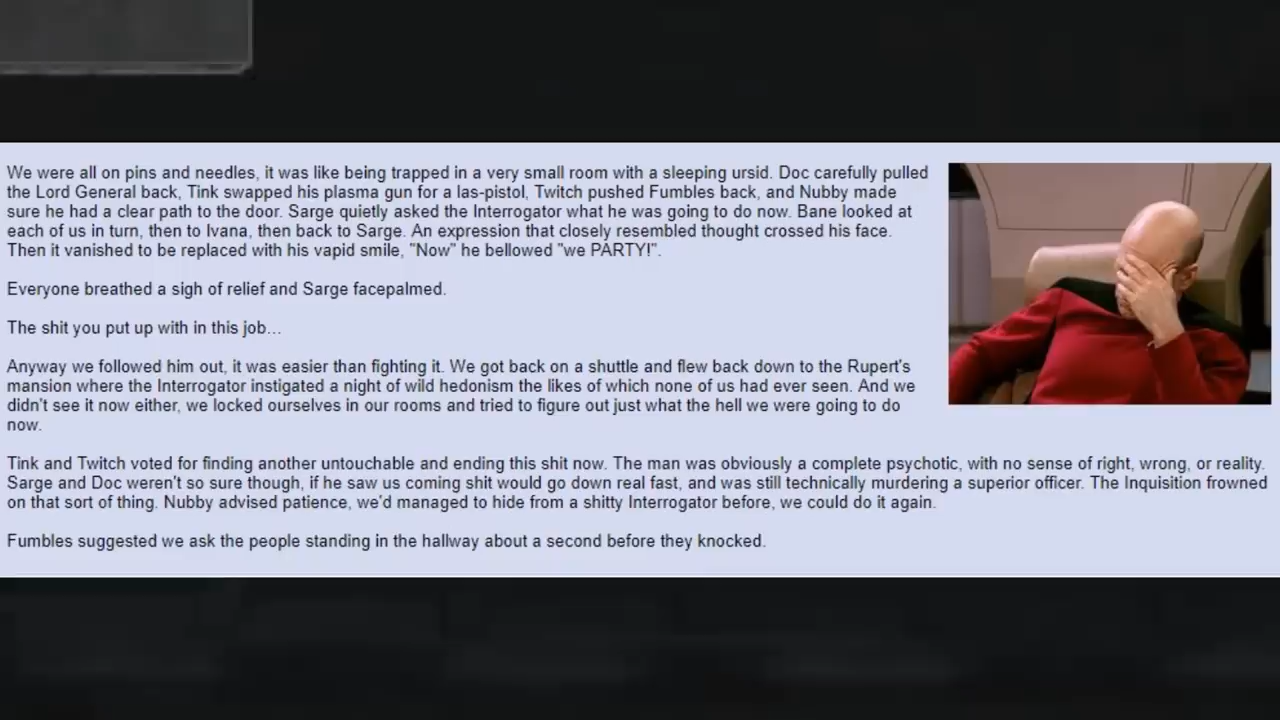 We were all on pins and needles, it was like being trapped in a very small room with a sleeping ursid. Doc carefully pulled
the Lord General back, Tink swapped his plasma gun for a las-pistol, Twitch pushed Fumbles back, and Nubby made
sure he had a clear path to the door. Sarge quietly asked the Interrogator what he was going to do now. Bane looked at
each of us in turn, then to Ivana, then back to Sarge. An expression that closely resembled thought crossed his face.
Then it vanished to be replaced with his vapid smile, "Now" he bellowed "we PARTY!".
Everyone breathed a sigh of relief and Sarge facepalmed.
The shit you put up with in this job...
Anyway we followed him out, it was easier than fighting it. We got back on a shuttle and flew back down to the Rupert's
mansion where the Interrogator instigated a night of wild hedonism the likes of which none of us had ever seen. And we
didn't see it now either, we locked ourselves in our rooms and tried to figure out just what the hell we were going to do
now.
Tink and Twitch voted for finding another untouchable and ending this shit now. The man was obviously a complete psychotic, with no sense of right, wrong, or reality.
Sarge and Doc weren't so sure though, if he saw us coming shit would go down real fast, and was still technically murdering a superior officer. The Inquisition frowned
on that sort of thing. Nubby advised patience, we'd managed to hide from a shitty Interrogator before, we could do it again.
Fumbles suggested we ask the people standing in the hallway about a second before they knocked.